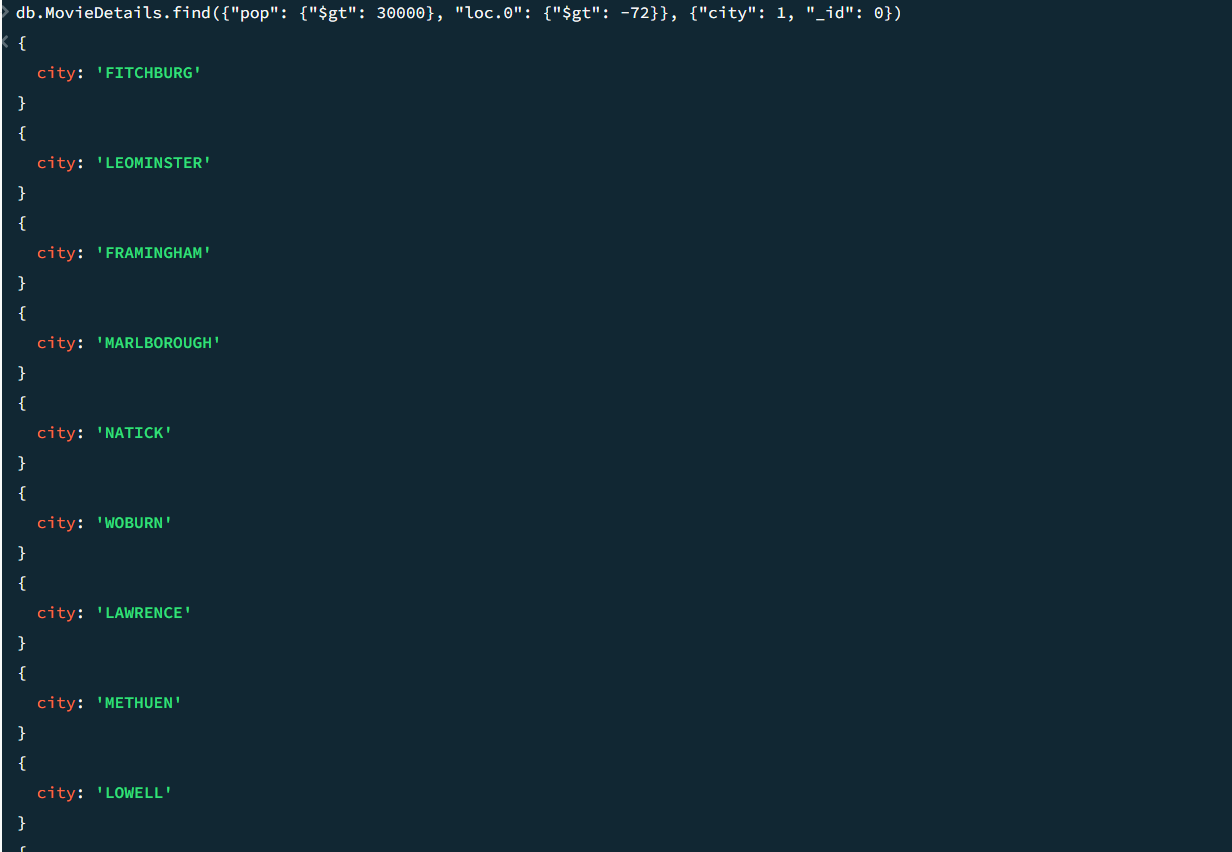 db.MovieDetails.find({"pop": {"$gt": 30000}, "loc.0": {"$gt": -72}}, {"city": 1, "_id": 0})
{
city: 'FITCHBURG'
}
{
city: 'LEOMINSTER'
}
{
city: 'FRAMINGHAM'
}
{
city: 'MARLBOROUGH'
}
{
city: 'NATICK'
}
{
city: 'WOBURN'
}
{
city: 'LAWRENCE'
}
{
city: 'METHUEN'
}
{
city: 'LOWELL'
}
{